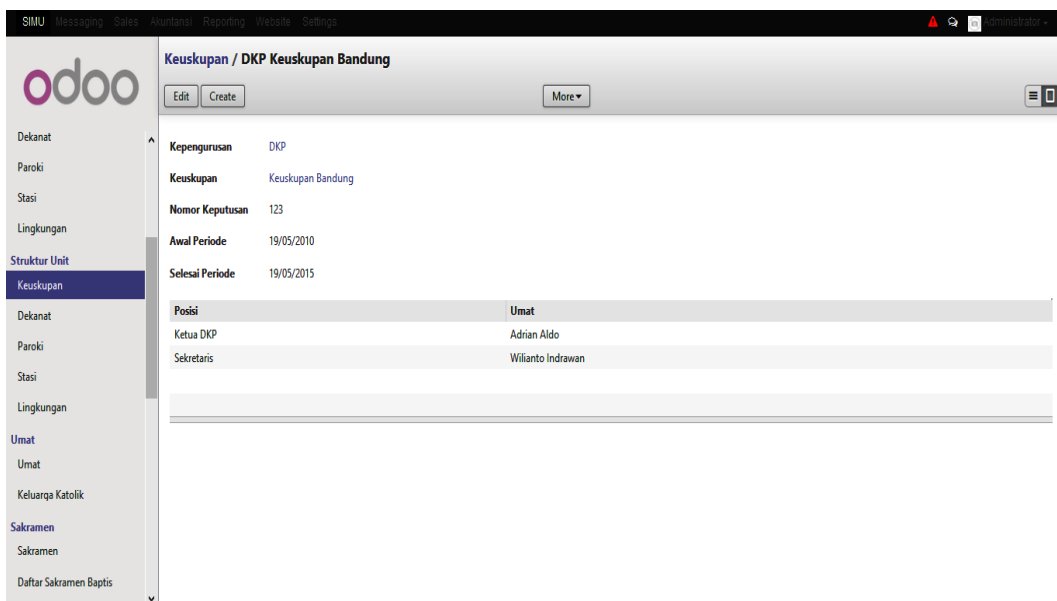 SIMU Messaging Sales Akuntansi Reporting Website Settings Administrator
odoo
Keuskupan / DKP Keuskupan Bandung
Edit Create More
Dekanat
Paroki
Stasi
Lingkungan
Struktur Unit
Keuskupan
Dekanat
Paroki
Stasi
Lingkungan
Umat
Umat
Keluarga Katolik
Sakramen
Sakramen
Daftar Sakramen Baptis
Kepengurusan DKP
Keuskupan Keuskupan Bandung
Nomor Keputusan 123
Awal Periode 19/05/2010
Selesai Periode 19/05/2015
Posisi Umat
Ketua DKP Adrian Aldo
Sekretaris Wilianto Indrawan